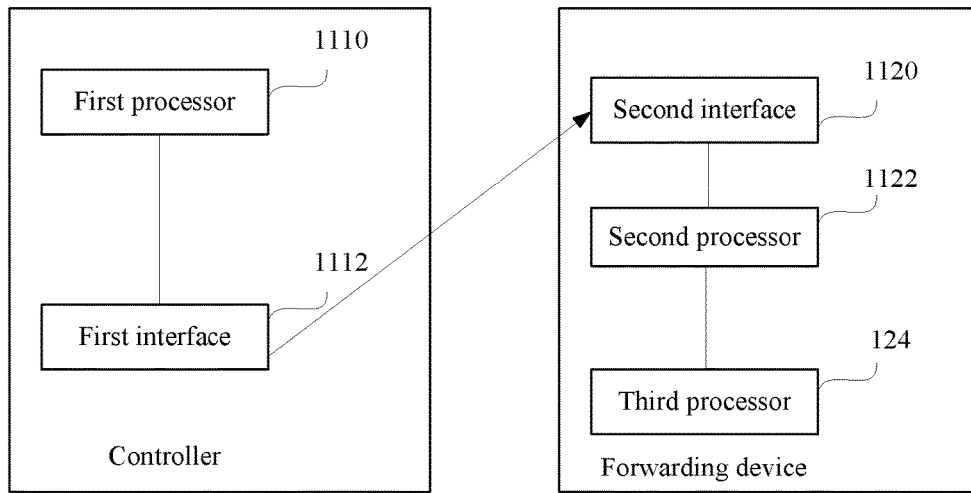 1110
First processor
1112
First interface
Controller
1120
Second interface
1122
Second processor
124
Third processor
Forwarding device